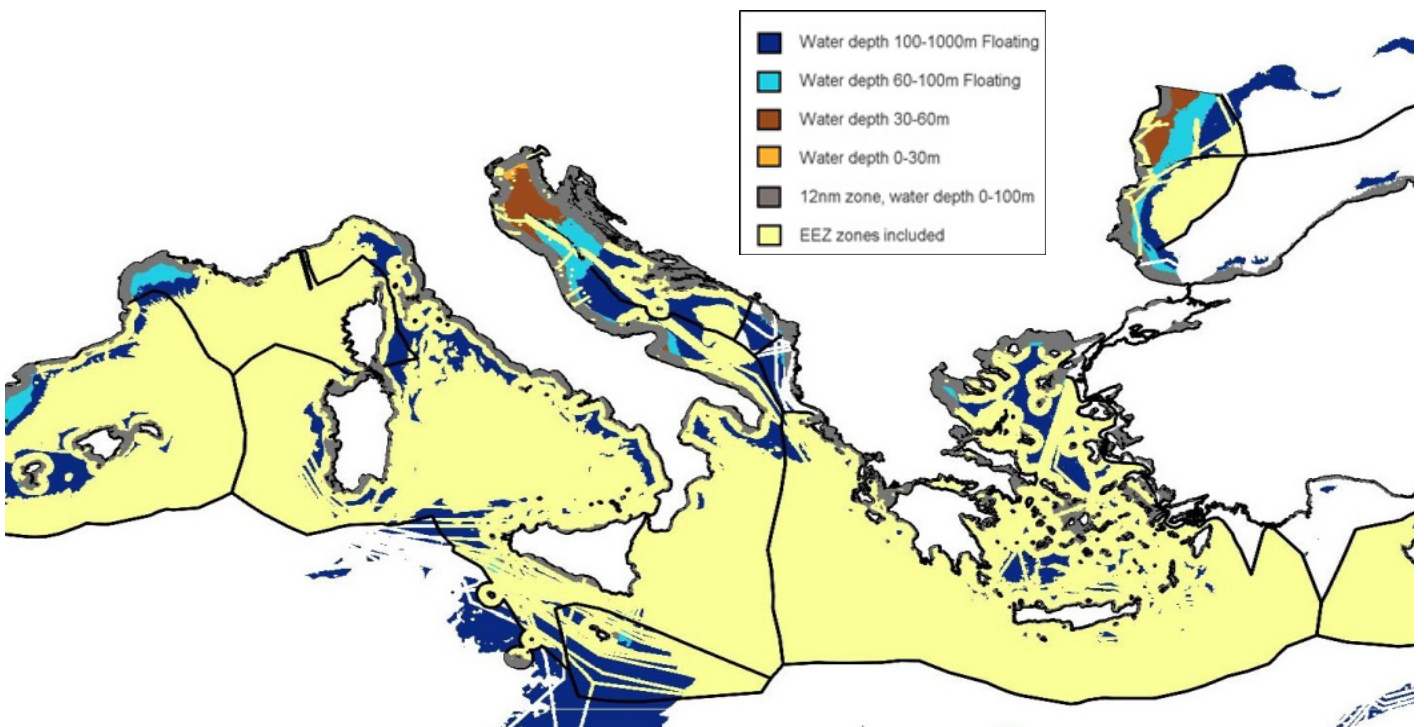 Water depth 100-1000m Floating
Water depth 60-100m Floating
Water depth 30-60m
Water depth 0-30m
12nm zone, water depth 0-100m
EEZ zones included